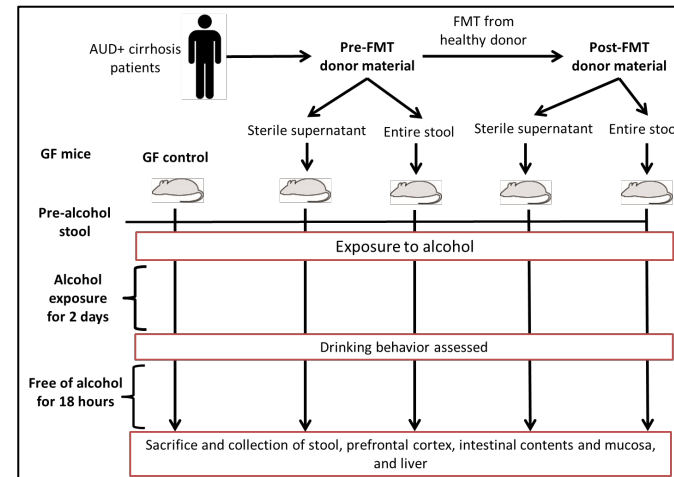 AUD+ cirrhosis
patients
Pre-FMT
donor material
FMT from
healthy donor
Post-FMT
donor material
Sterile supernatant
Entire stool
Sterile supernatant
Entire stool
GF mice
GF control
Pre-alcohol
stool
Exposure to alcohol
Alcohol
exposure
for 2 days
Drinking behavior assessed
Free of alcohol
for 18 hours
Sacrifice and collection of stool, prefrontal cortex, intestinal contents and mucosa,
and liver